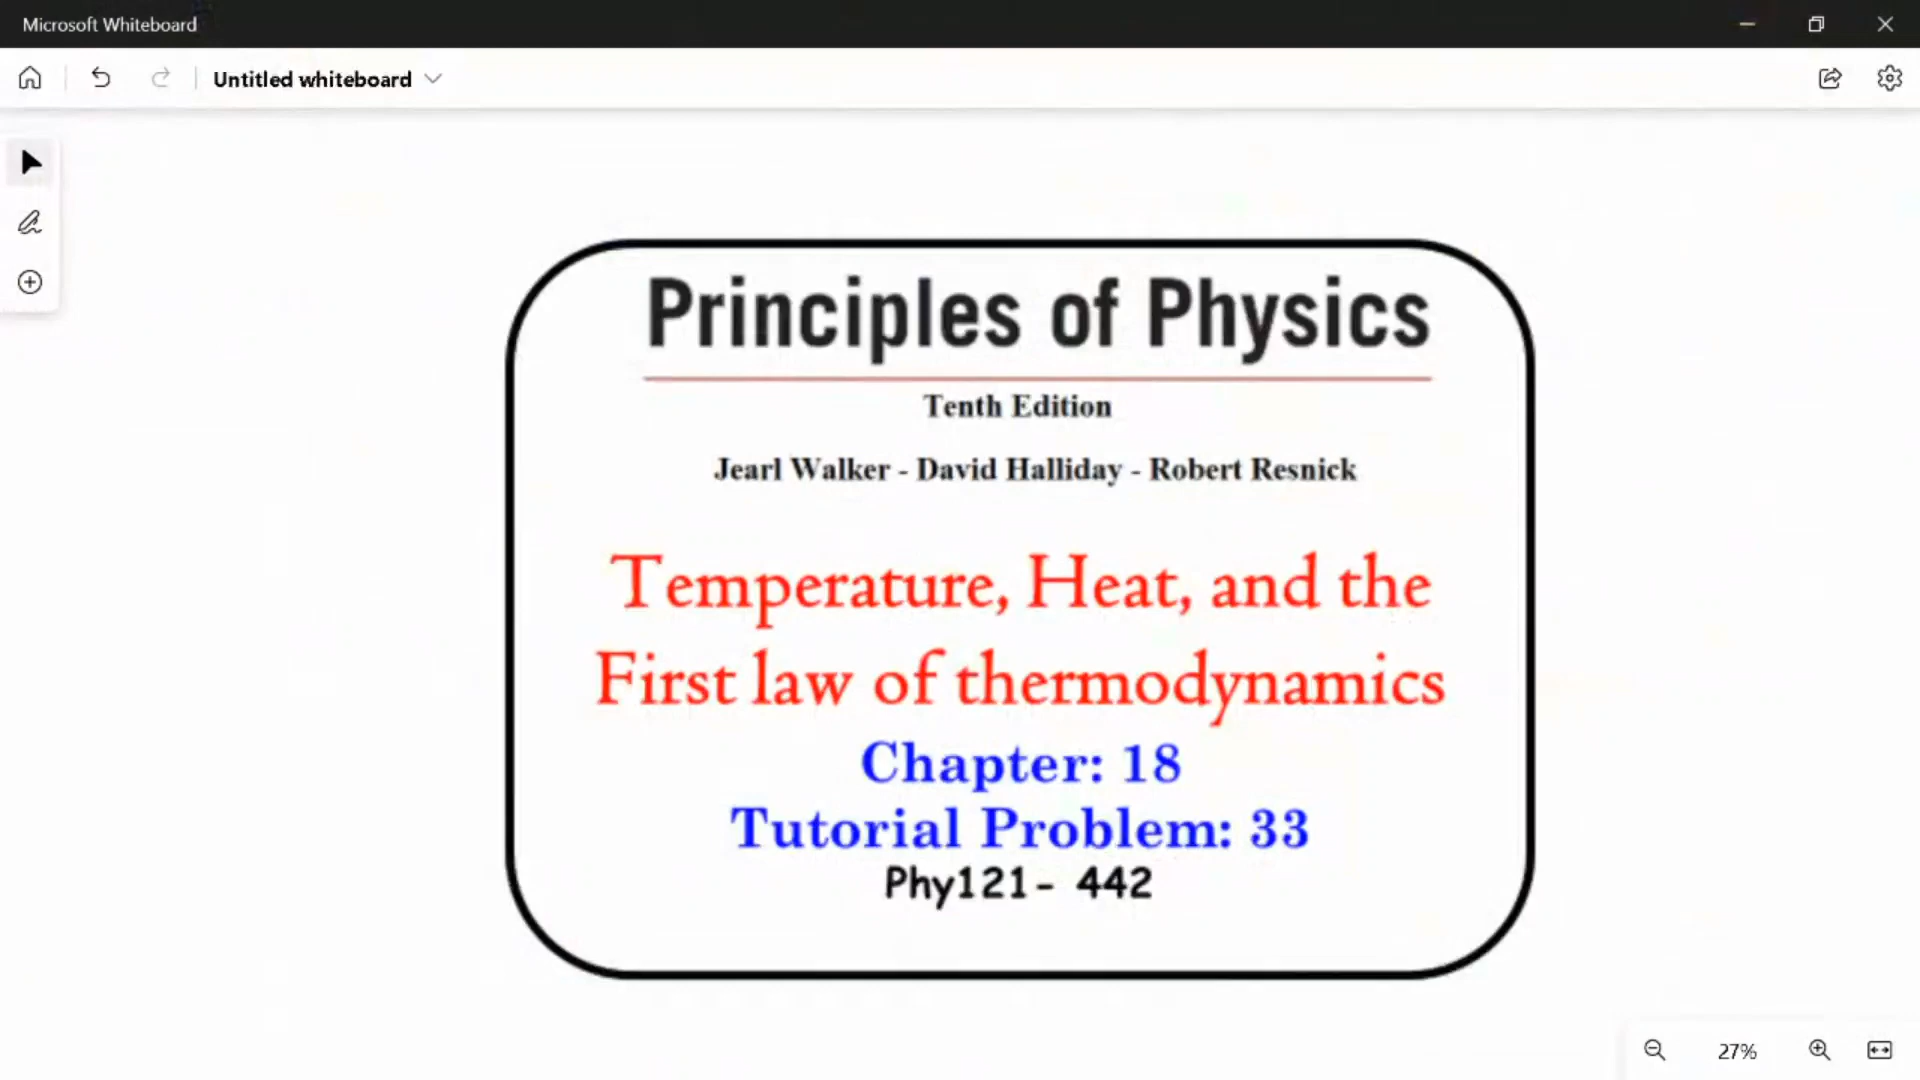 Microsoft Whiteboard
Untitled whiteboard
Principles of Physics
Tenth Edition
Jearl Walker - David Halliday - Robert Resnick
Temperature, Heat, and the
First law of thermodynamics
Chapter: 18
Tutorial Problem: 33
Phy121- 442
27%